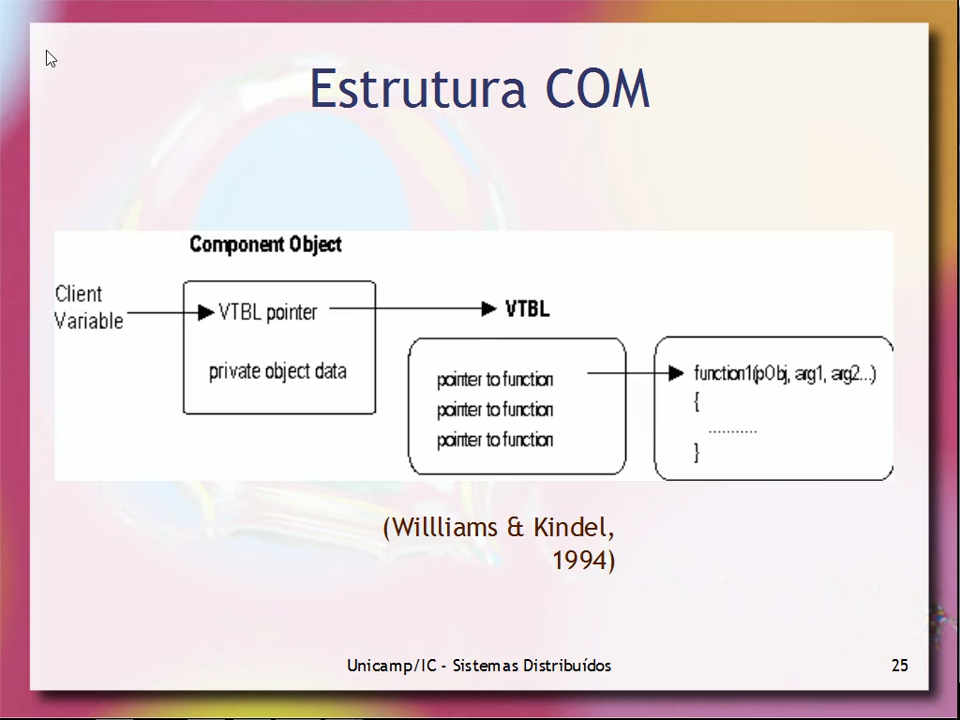 Estrutura COM
Component Object
Client
Variable
VTBL pointer
private object data
VTBL
pointer to function
pointer to function
pointer to function
function1(pObj, arg1, arg2...)
{
...........
}
(Willliams & Kindel,
1994)
Unicamp/IC - Sistemas Distribuídos
25